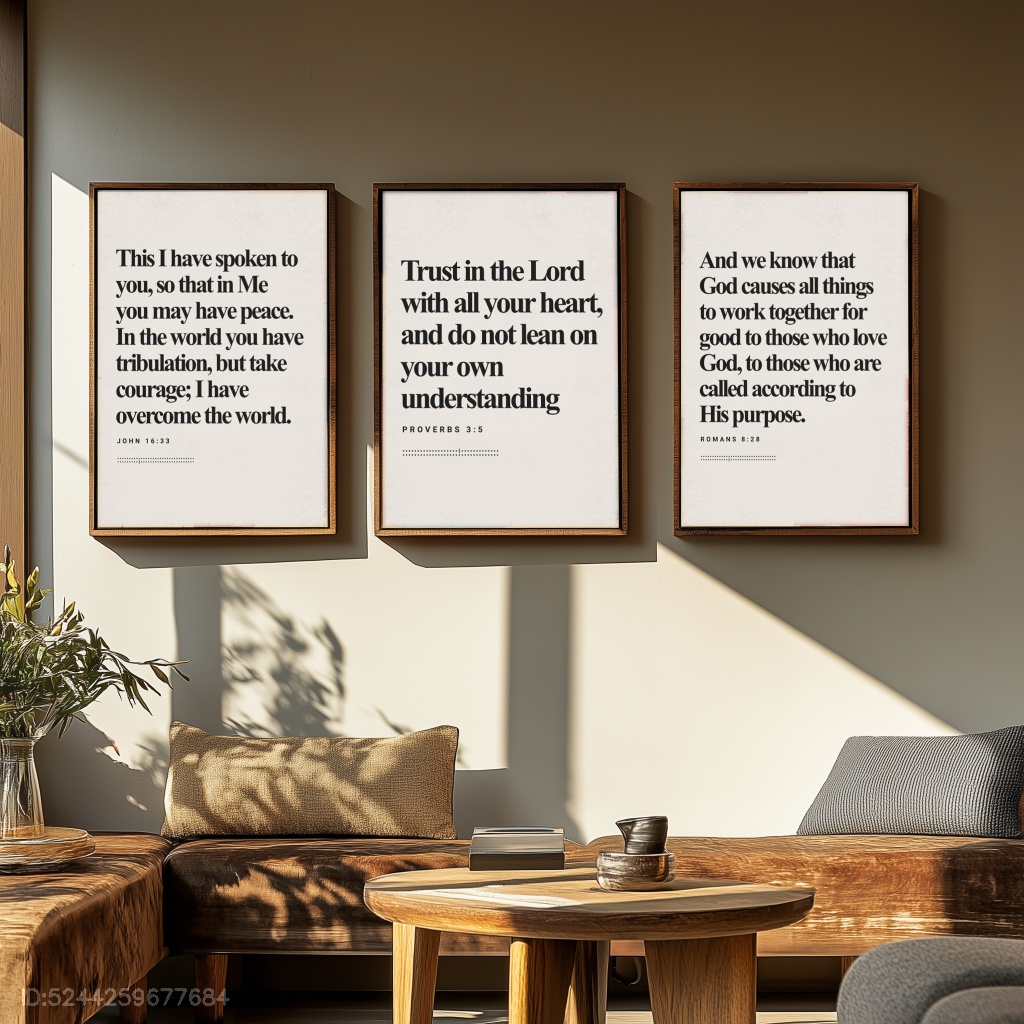 This I have spoken to
you, so that in Me
you may have peace.
In the world you have
tribulation, but take
courage; I have
overcome the world.
JOHN 16:33
Trust in the Lord
with all your heart,
and do not lean on
your own
understanding
PROVERBS 3:5
And we know that
God causes all things
to work together for
good to those who love
God, to those who are
called according to
His purpose.
ROMANS 8:28
ID:5244259677684